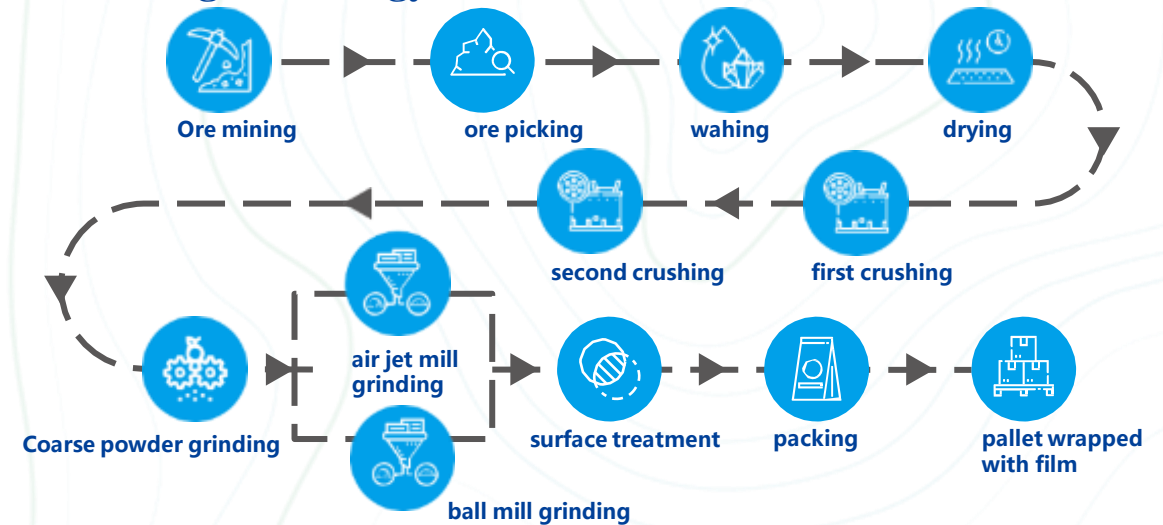 Ore mining
ore picking
wahing
drying
second crushing
first crushing
air jet mill
grinding
Coarse powder grinding
surface treatment
packing
pallet wrapped
with film
ball mill grinding